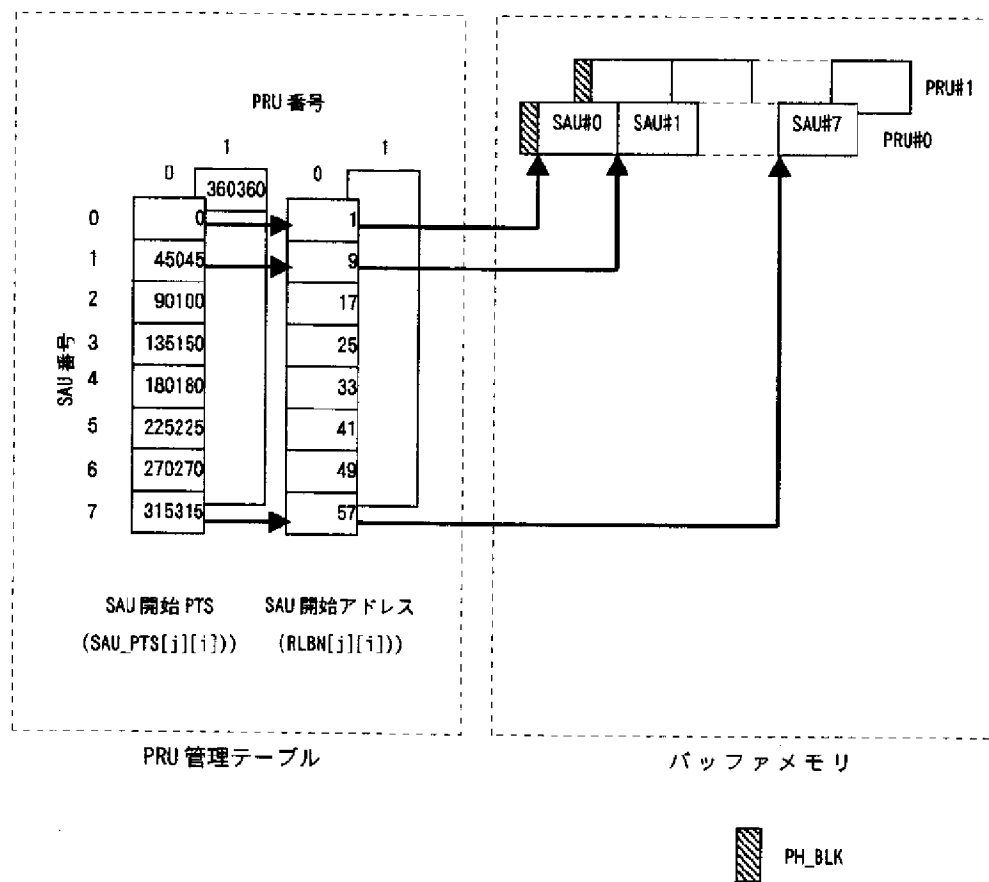 PRU 番号
0 1 0 1
360360
0 0 1
1 45045 9
2 90100 17
3 135150 25
4 180180 33
5 225225 41
6 270270 49
7 315315 57
SAU 番号
SAU 開始 PTS
(SAU_PTS[j][i]))
SAU 開始アドレス
(RLBN[j][i]))
PRU 管理テーブル
PRU#1
SAU#0 SAU#1 SAU#7
PRU#0
バッファメモリ
PH_BLK